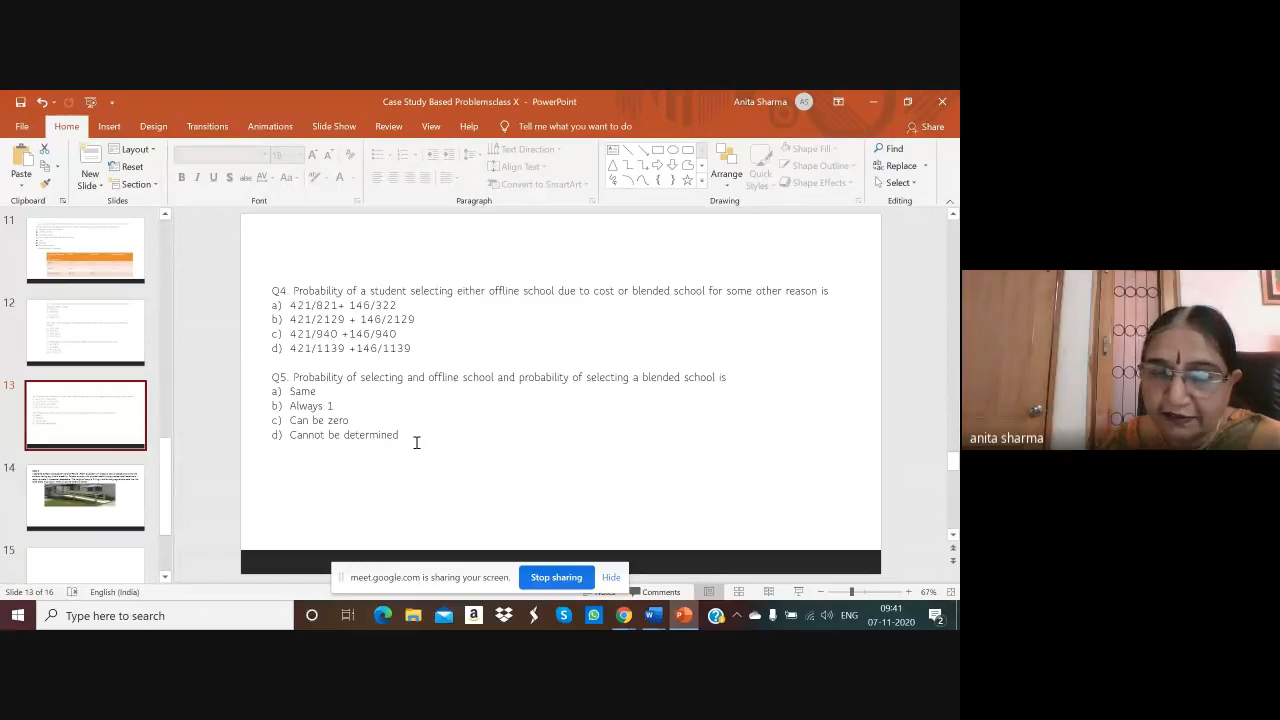 Case Study Based Problemsclass X - PowerPoint
Anita Sharma
AS
File
Home
Insert
Design
Transitions
Animations
Slide Show
Review
View
Help
Tell me what you want to do
Share
Paste
New
Slide
Layout
Reset
Section
18
Text Direction
Align Text
Convert to SmartArt
Arrange
Quick
Styles
Shape Fill
Shape Outline
Shape Effects
Find
Replace
Select
Clipboard
Slides
Font
Paragraph
Drawing
Editing
11
12
13
14
15
Q4. Probability of a student selecting either offline school due to cost or blended school for some other reason is
a) 421/821+ 146/322
b) 421/2129 + 146/2129
c) 421/940 +146/940
d) 421/1139 +146/1139
Q5. Probability of selecting and offline school and probability of selecting a blended school is
a) Same
b) Always 1
c) Can be zero
d) Cannot be determined
anita sharma
meet.google.com is sharing your screen.
Stop sharing
Hide
Slide 13 of 16
English (India)
Comments
67%
Type here to search
ENG
09:41
07-11-2020
2